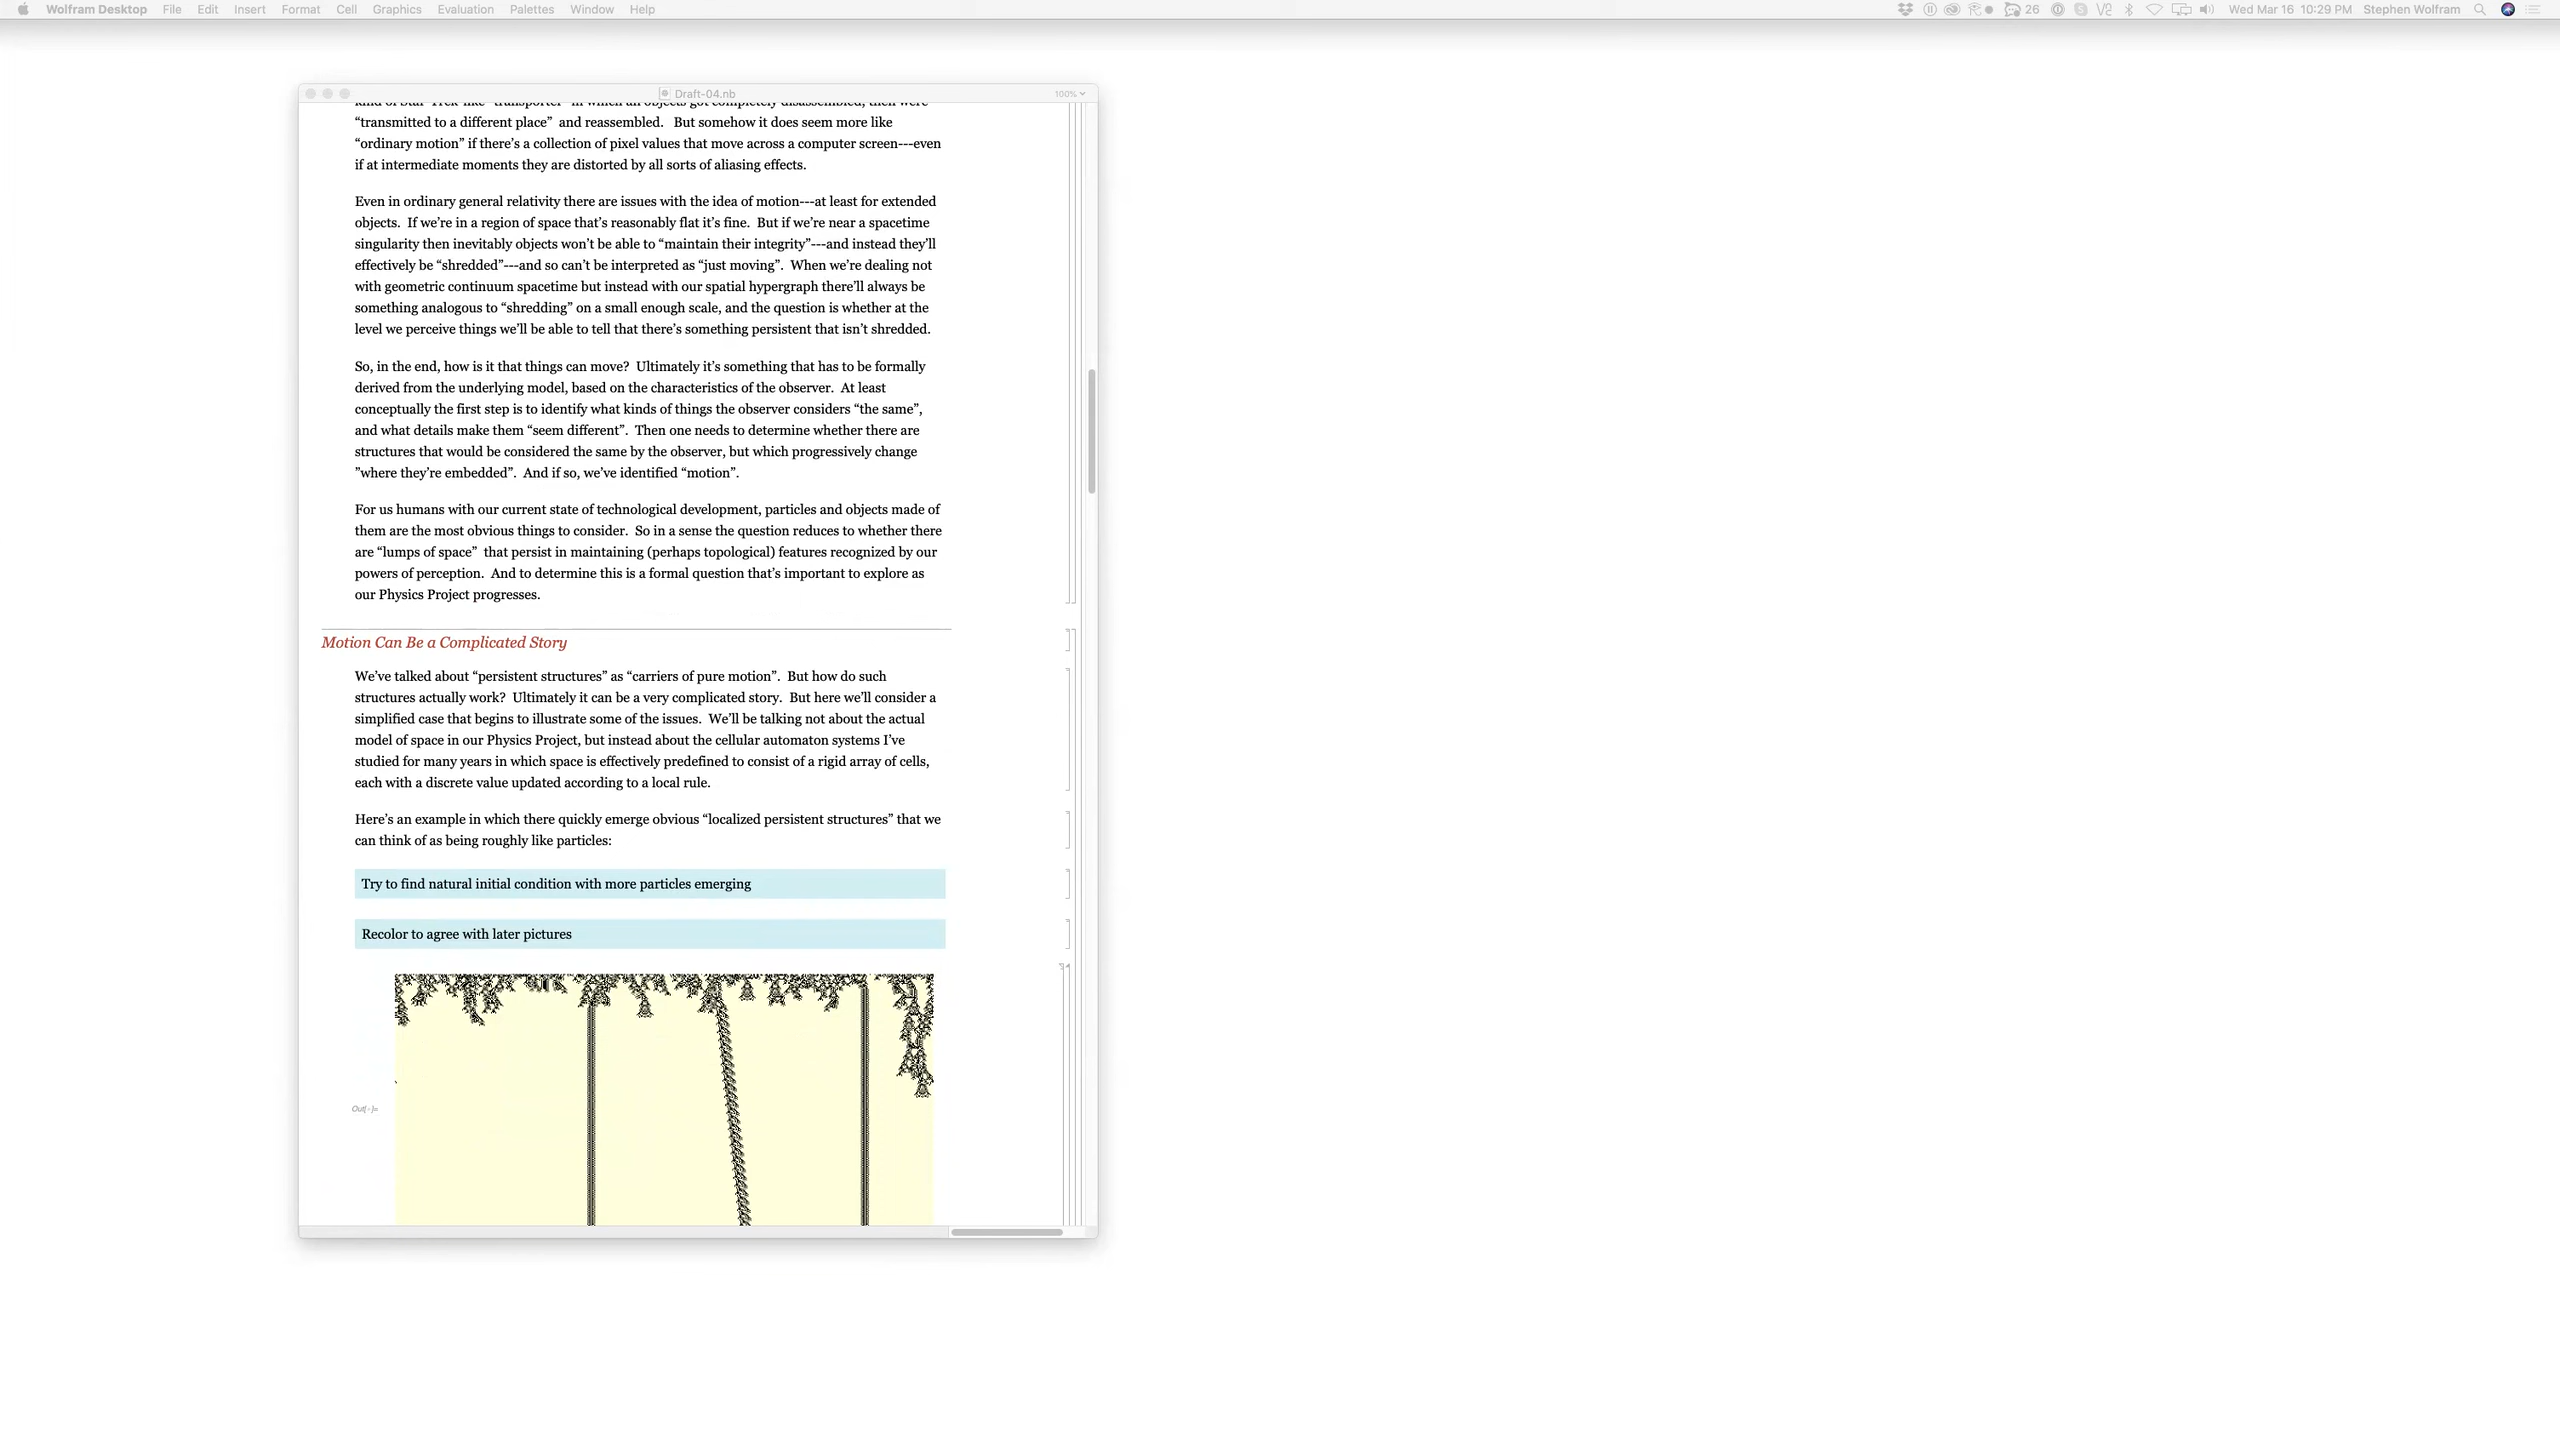 Wolfram Desktop File Edit Insert Format Cell Graphics Evaluation Palettes Window Help 26 Wed Mar 16 10:29 PM Stephen Wolfram
Draft-04.nb 100%
kind of Star-Trek-like "transporter" in which all objects got completely disassembled, then were
“transmitted to a different place”  and reassembled.   But somehow it does seem more like
“ordinary motion” if there’s a collection of pixel values that move across a computer screen---even
if at intermediate moments they are distorted by all sorts of aliasing effects.
Even in ordinary general relativity there are issues with the idea of motion---at least for extended
objects.  If we’re in a region of space that’s reasonably flat it’s fine.  But if we’re near a spacetime
singularity then inevitably objects won’t be able to “maintain their integrity”---and instead they’ll
effectively be “shredded”---and so can’t be interpreted as “just moving”.  When we’re dealing not
with geometric continuum spacetime but instead with our spatial hypergraph there’ll always be
something analogous to “shredding” on a small enough scale, and the question is whether at the
level we perceive things we’ll be able to tell that there’s something persistent that isn’t shredded.
So, in the end, how is it that things can move?  Ultimately it’s something that has to be formally
derived from the underlying model, based on the characteristics of the observer.  At least
conceptually the first step is to identify what kinds of things the observer considers “the same”,
and what details make them “seem different”.  Then one needs to determine whether there are
structures that would be considered the same by the observer, but which progressively change
”where they’re embedded”.  And if so, we’ve identified “motion”.
For us humans with our current state of technological development, particles and objects made of
them are the most obvious things to consider.  So in a sense the question reduces to whether there
are “lumps of space”  that persist in maintaining (perhaps topological) features recognized by our
powers of perception.  And to determine this is a formal question that’s important to explore as
our Physics Project progresses.
Motion Can Be a Complicated Story
We’ve talked about “persistent structures” as “carriers of pure motion”.  But how do such
structures actually work?  Ultimately it can be a very complicated story.  But here we’ll consider a
simplified case that begins to illustrate some of the issues.  We’ll be talking not about the actual
model of space in our Physics Project, but instead about the cellular automaton systems I’ve
studied for many years in which space is effectively predefined to consist of a rigid array of cells,
each with a discrete value updated according to a local rule.
Here’s an example in which there quickly emerge obvious “localized persistent structures” that we
can think of as being roughly like particles:
Try to find natural initial condition with more particles emerging
Recolor to agree with later pictures
Out[-]=